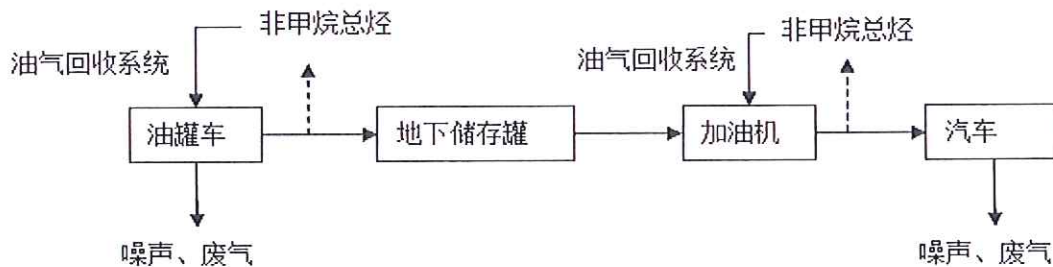 非甲烷总烃
非甲烷总烃
油气回收系统
油气回收系统
油罐车
地下储存罐
加油机
汽车
噪声、废气
噪声、废气